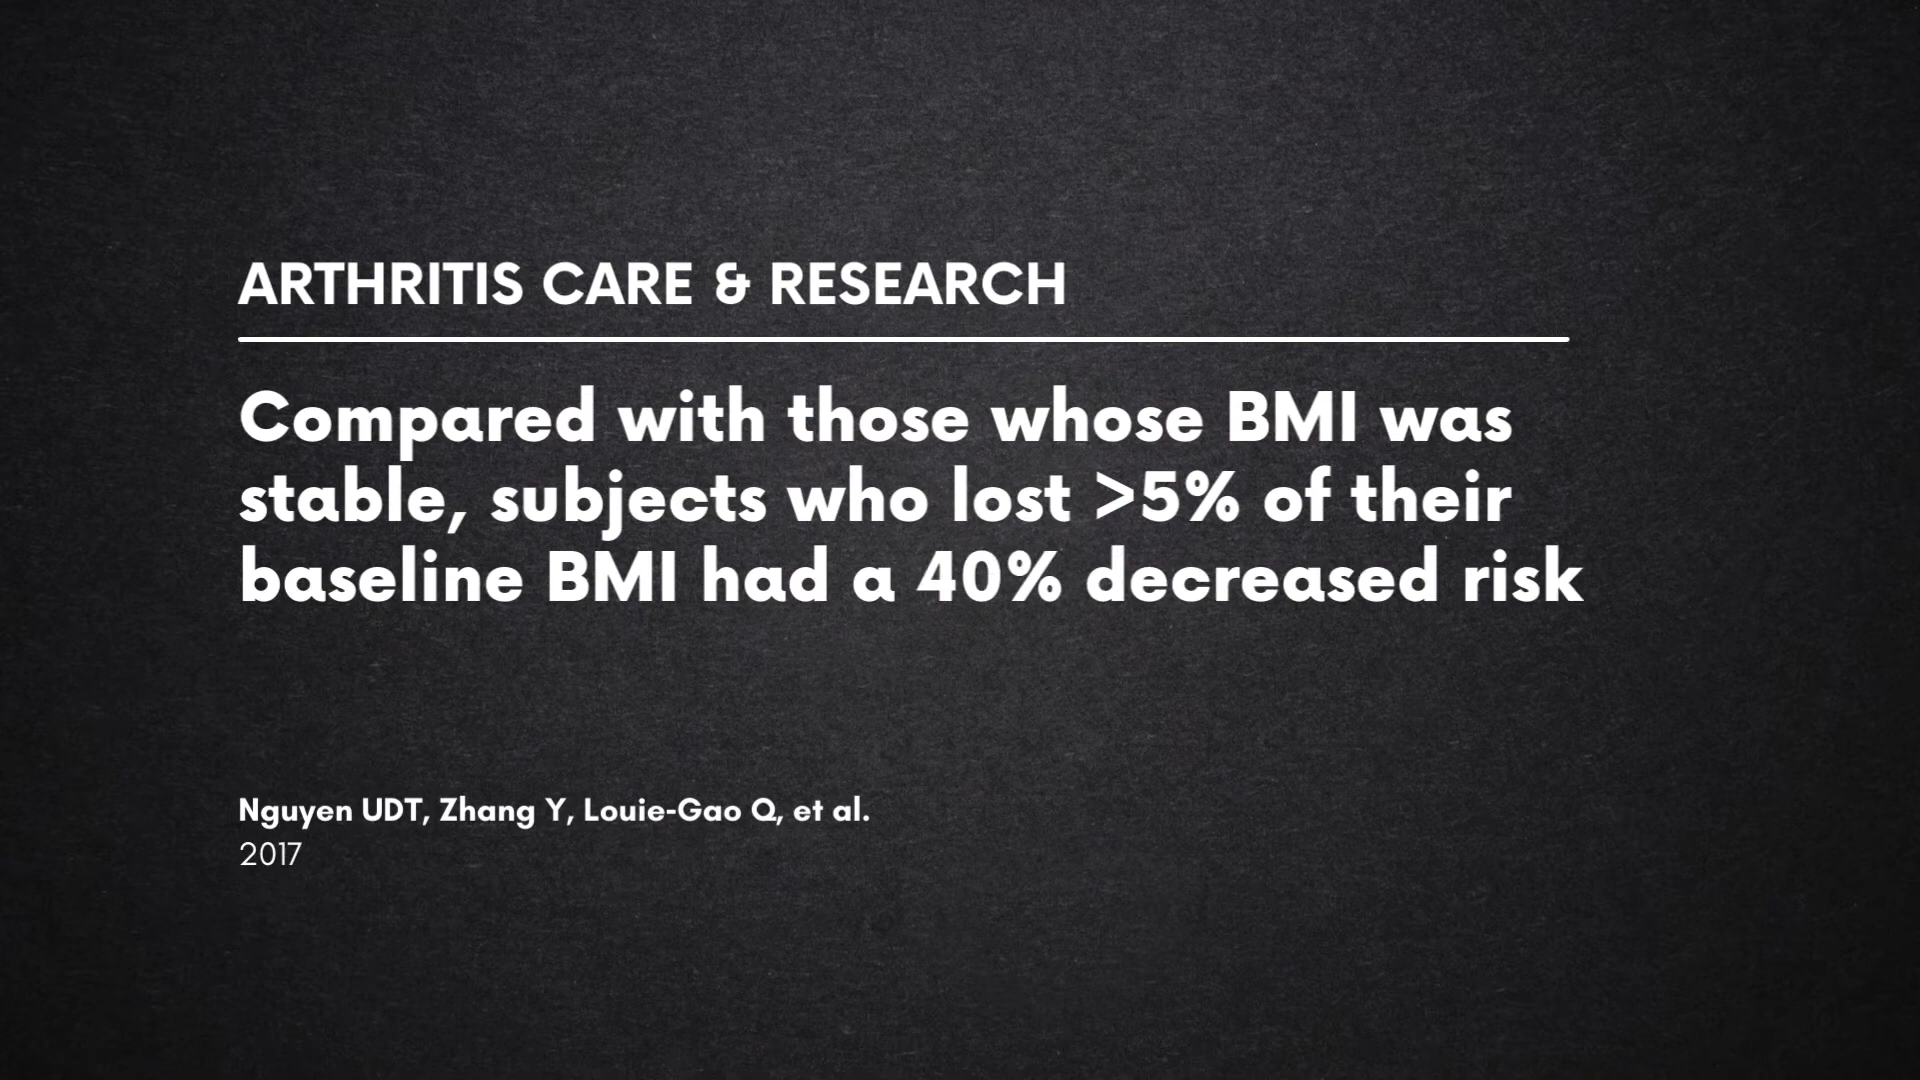 ARTHRITIS CARE & RESEARCH
Compared with those whose BMI was
stable, subjects who lost >5% of their
baseline BMI had a 40% decreased risk
Nguyen UDT, Zhang Y, Louie-Gao Q, et al.
2017